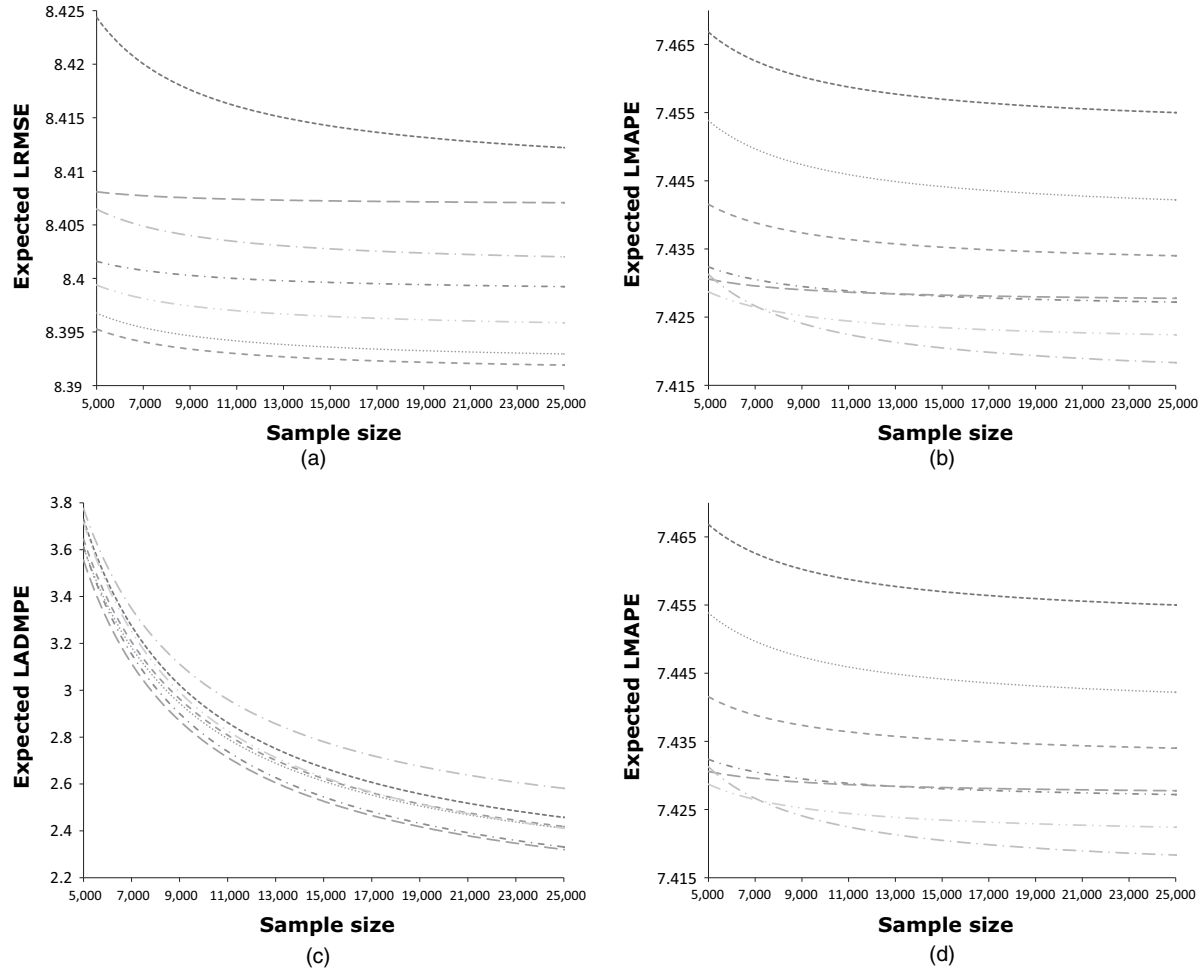 Expected LRMSE
8.425
8.42
8.415
8.41
8.405
8.4
8.395
8.39
5,000 7,000 9,000 11,000 13,000 15,000 17,000 19,000 21,000 23,000 25,000
Sample size
(a)
Expected LMAPE
7.465
7.455
7.445
7.435
7.425
7.415
5,000 7,000 9,000 11,000 13,000 15,000 17,000 19,000 21,000 23,000 25,000
Sample size
(b)
Expected LADMPE
3.8
3.6
3.4
3.2
3
2.8
2.6
2.4
2.2
5,000 7,000 9,000 11,000 13,000 15,000 17,000 19,000 21,000 23,000 25,000
Sample size
(c)
Expected LMAPE
7.465
7.455
7.445
7.435
7.425
7.415
5,000 7,000 9,000 11,000 13,000 15,000 17,000 19,000 21,000 23,000 25,000
Sample size
(d)